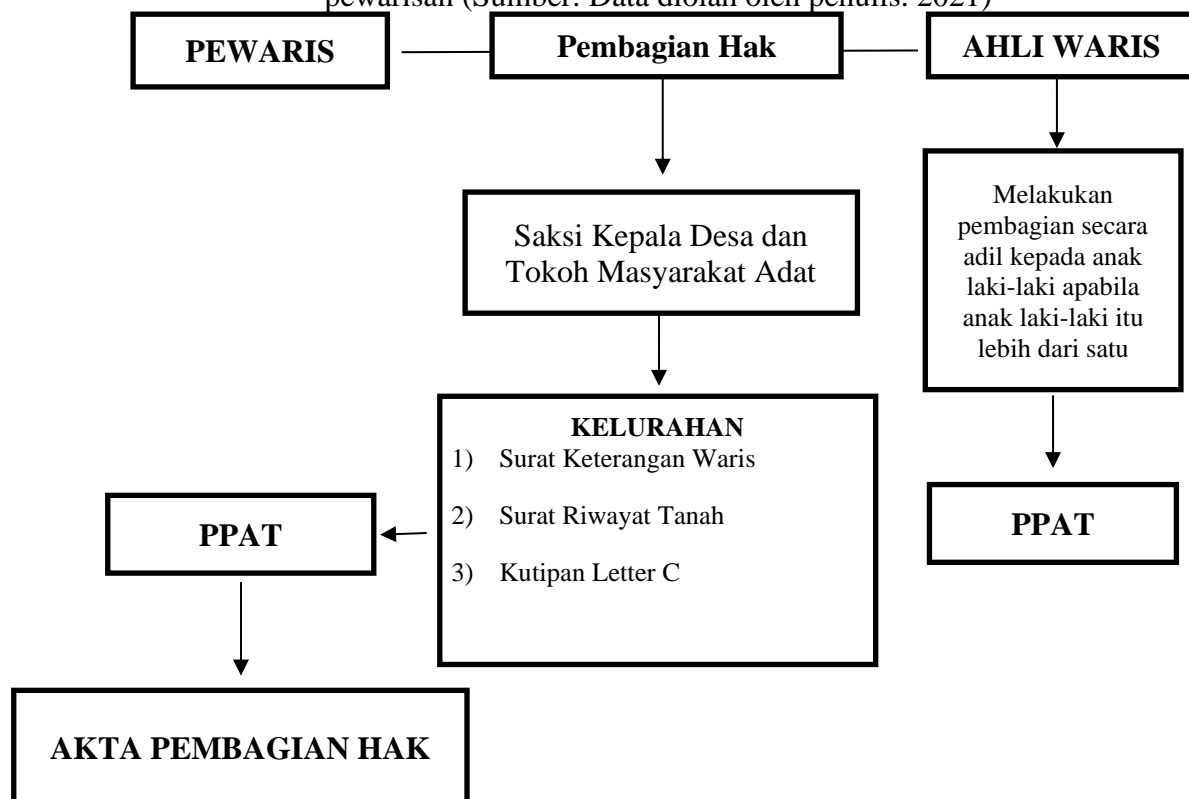 pewarisan (Sumber: Data diolah oleh penulis: 2021)
PEWARIS
Pembagian Hak
AHLI WARIS
Saksi Kepala Desa dan
Tokoh Masyarakat Adat
Melakukan
pembagian secara
adil kepada anak
laki-laki apabila
anak laki-laki itu
lebih dari satu
KELURAHAN
1) Surat Keterangan Waris
2) Surat Riwayat Tanah
3) Kutipan Letter C
PPAT
PPAT
AKTA PEMBAGIAN HAK